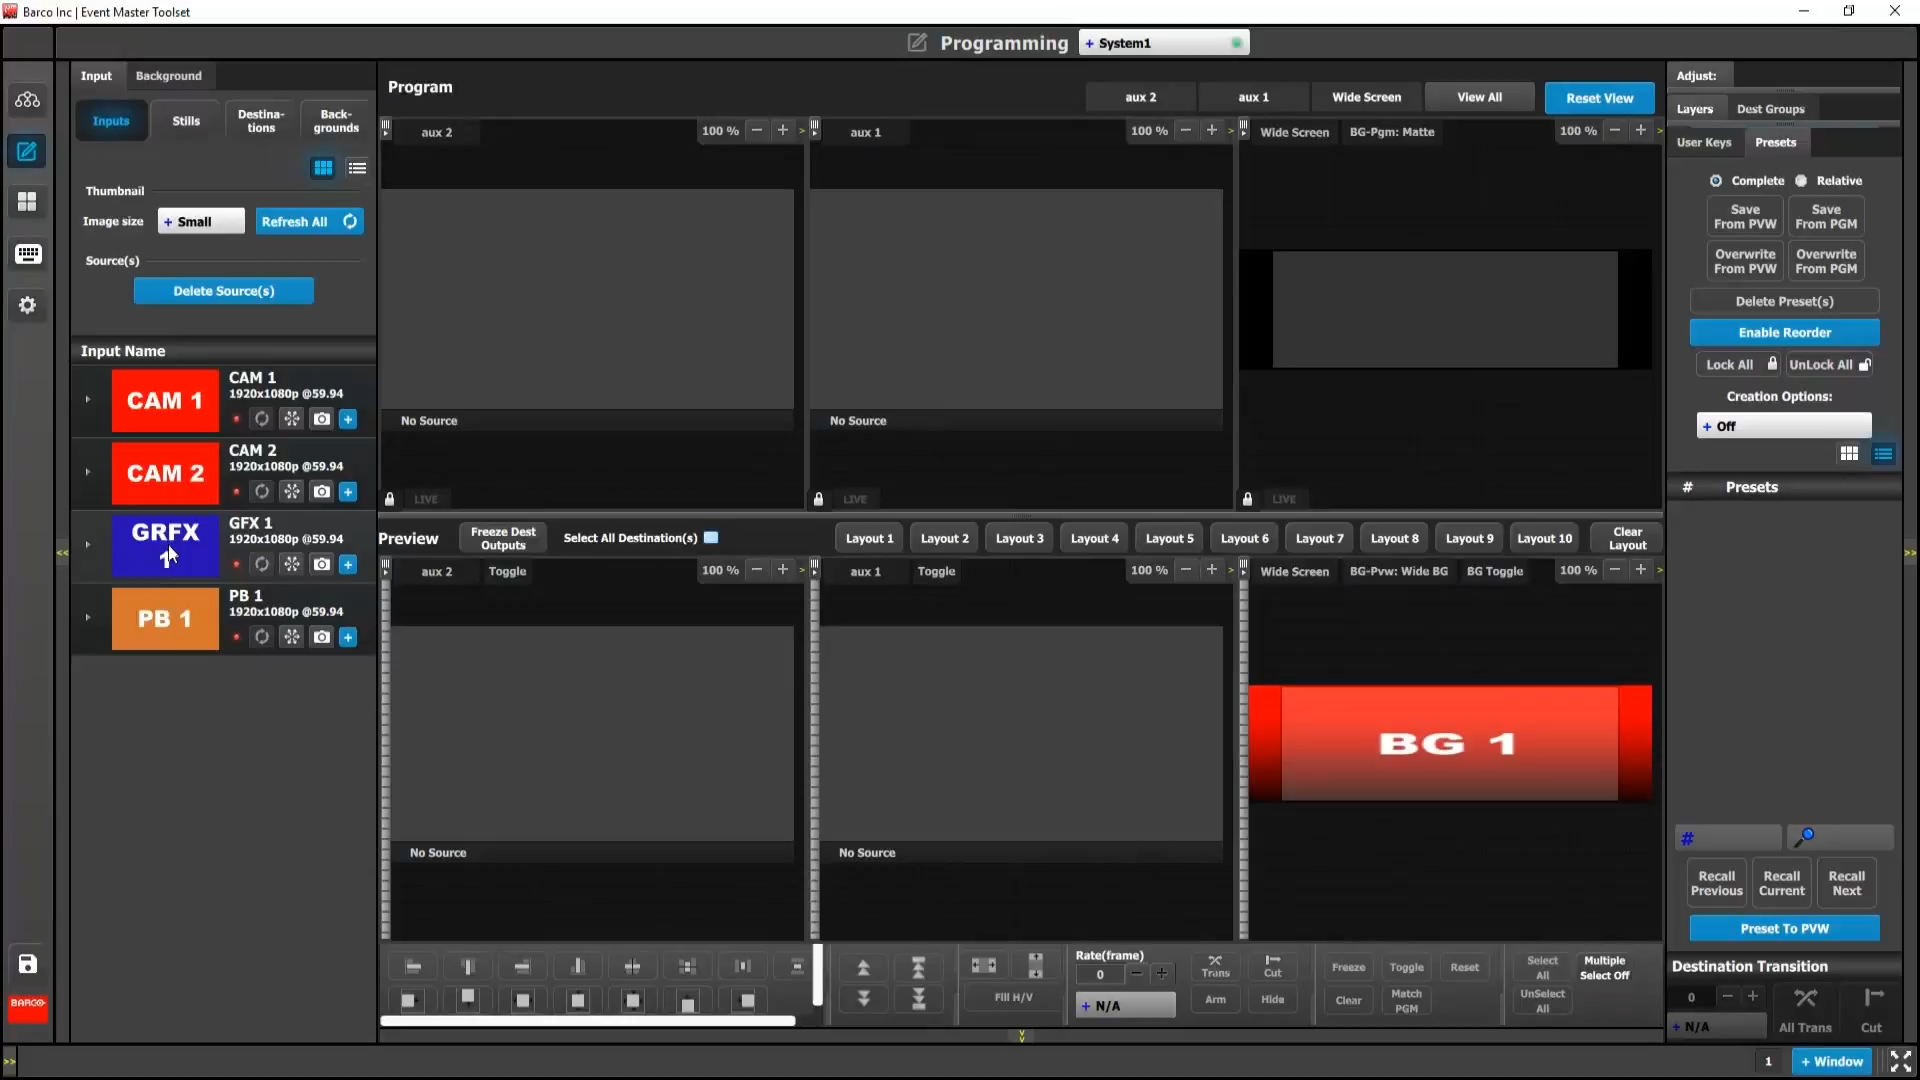 Barco Inc | Event Master Toolset
Programming
+ System1
Input
Background
Inputs
Stills
Destina-
tions
Back-
grounds
Thumbnail
Image size
+ Small
Refresh All
Source(s)
Delete Source(s)
Input Name
CAM 1
CAM 1
1920x1080p @59.94
CAM 2
CAM 2
1920x1080p @59.94
GRFX
1
GFX 1
1920x1080p @59.94
PB 1
PB 1
1920x1080p @59.94
BARCO
Program
aux 2
aux 1
Wide Screen
View All
Reset View
aux 2
100 %
aux 1
100 %
Wide Screen
BG-Pgm: Matte
100 %
No Source
No Source
LIVE
LIVE
LIVE
Preview
Freeze Dest
Outputs
Select All Destination(s)
Layout 1
Layout 2
Layout 3
Layout 4
Layout 5
Layout 6
Layout 7
Layout 8
Layout 9
Layout 10
Clear
Layout
aux 2
Toggle
100 %
aux 1
Toggle
100 %
Wide Screen
BG-Pvw: Wide BG
BG Toggle
100 %
BG 1
No Source
No Source
Fill H/V
Rate(frame)
0
+ N/A
Trans
Cut
Arm
Hide
Freeze
Toggle
Reset
Clear
Match
PGM
Select
All
UnSelect
All
Multiple
Select Off
Adjust:
Layers
Dest Groups
User Keys
Presets
Complete
Relative
Save
From PVW
Save
From PGM
Overwrite
From PVW
Overwrite
From PGM
Delete Preset(s)
Enable Reorder
Lock All
UnLock All
Creation Options:
+ Off
#
Presets
#
Recall
Previous
Recall
Current
Recall
Next
Preset To PVW
Destination Transition
0
+ N/A
All Trans
Cut
1
+ Window